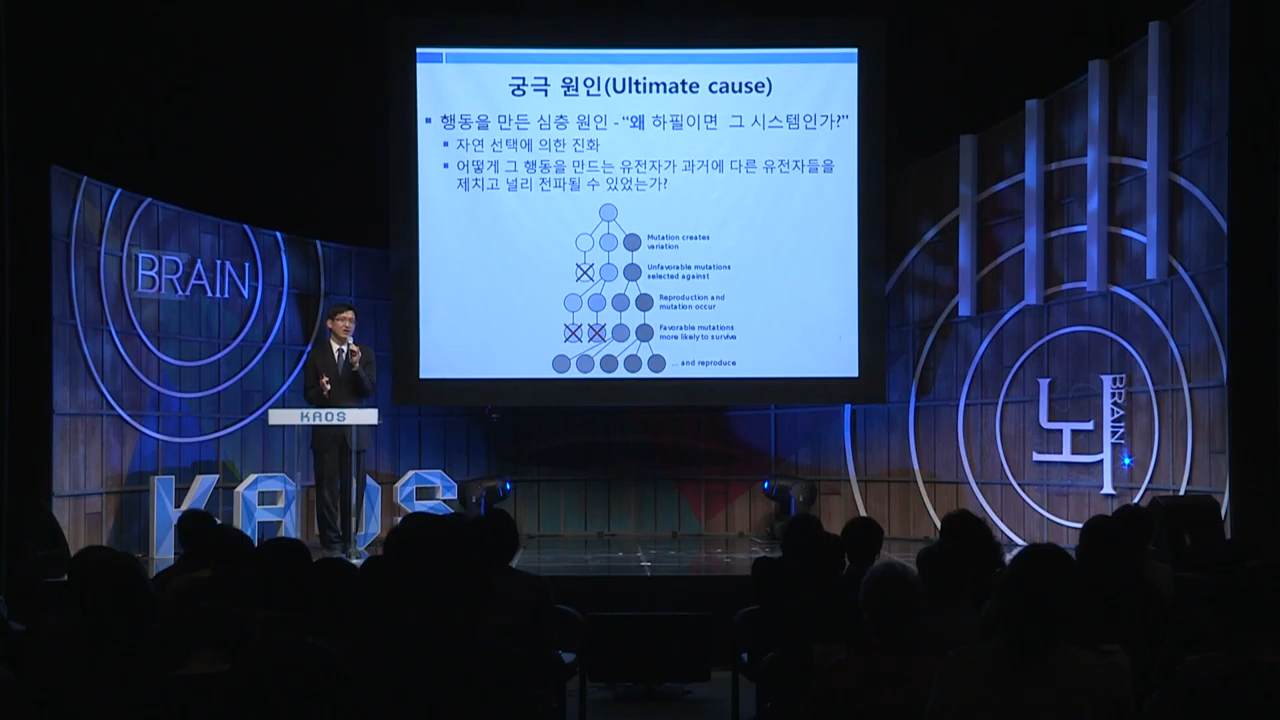 궁극 원인(Ultimate cause)
행동을 만든 심층 원인 - “왜 하필이면 그 시스템인가?”
자연 선택에 의한 진화
어떻게 그 행동을 만드는 유전자가 과거에 다른 유전자들을
제치고 널리 전파될 수 있었는가?
Mutation creates
variation
Unfavorable mutations
selected against
Reproduction and
mutation occur
Favorable mutations
more likely to survive
... and reproduce
BRAIN
KAOS
KAOS
뇌
BRAIN